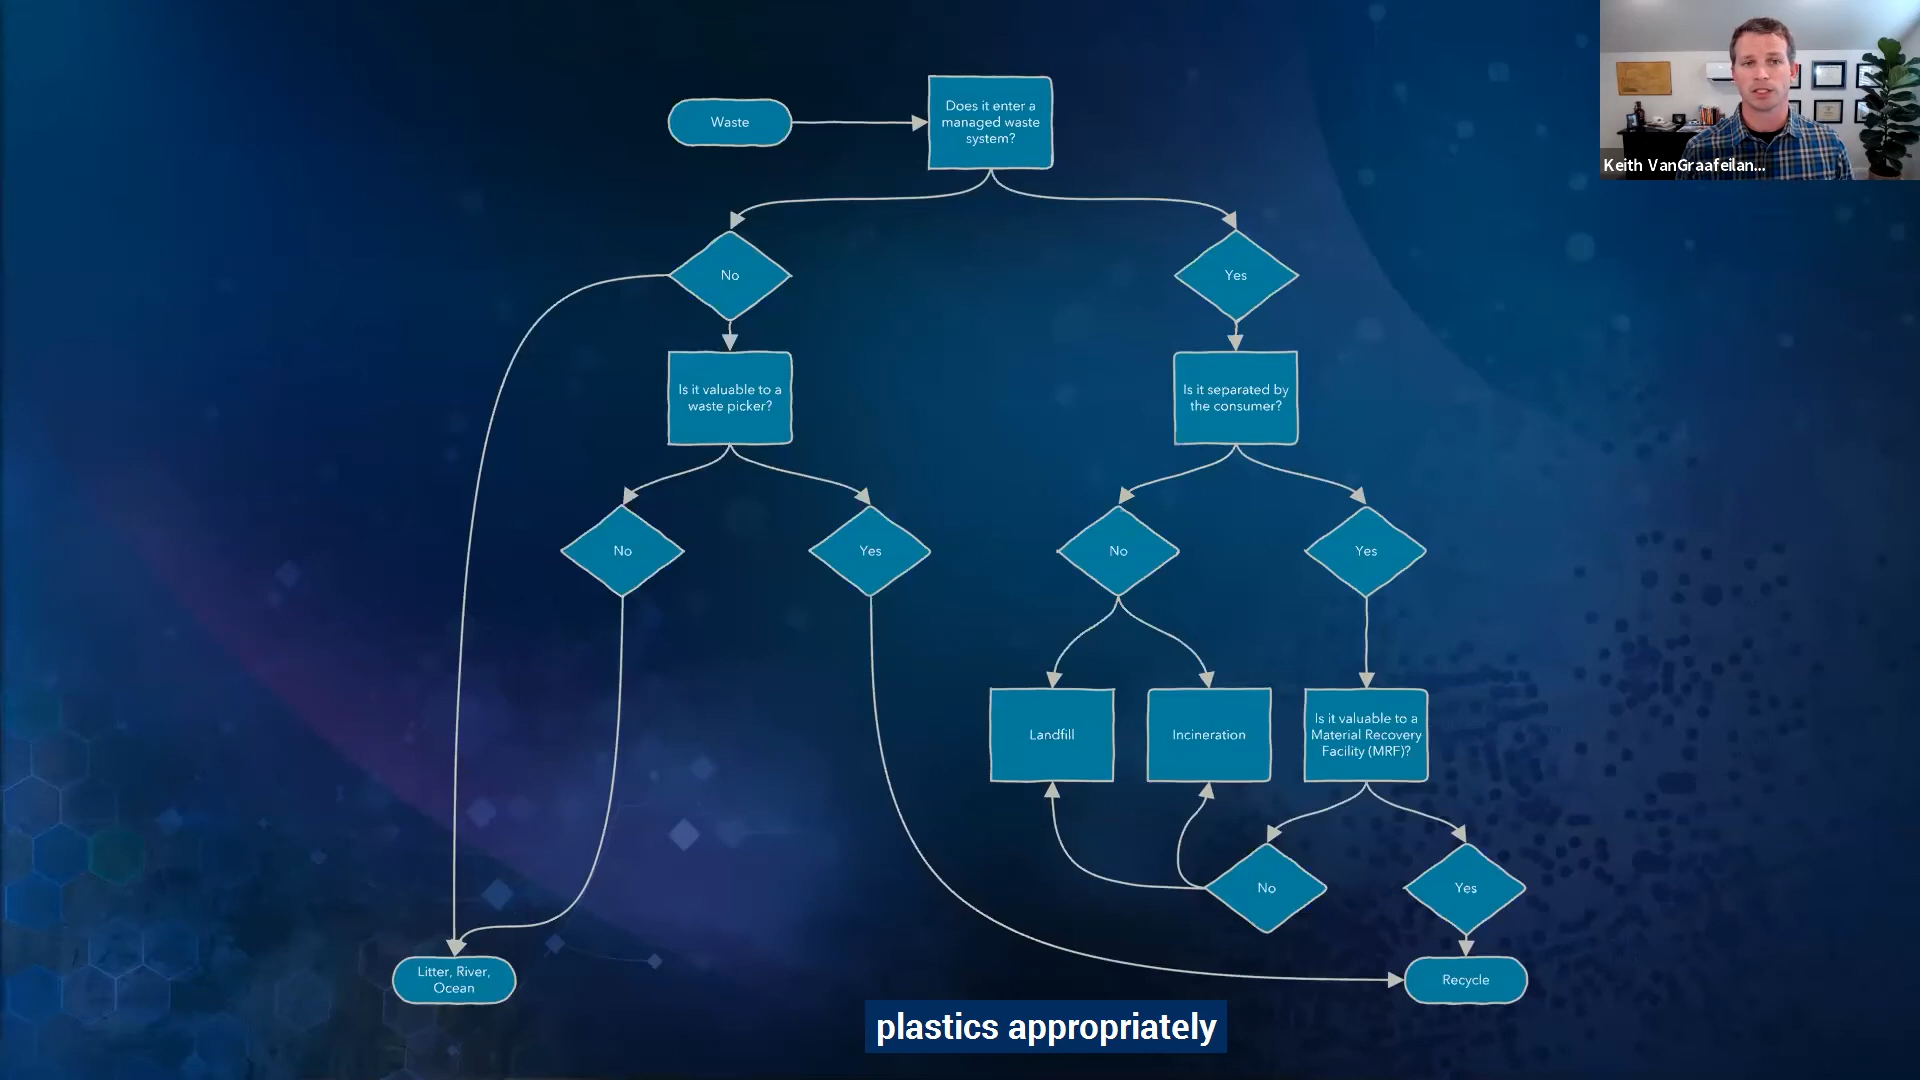 Waste
Does it enter a
managed waste
system?
Keith VanGraafeilan...
No
Yes
Is it valuable to a
waste picker?
Is it separated by
the consumer?
No
Yes
No
Yes
Landfill
Incineration
Is it valuable to a
Material Recovery
Facility (MRF)?
No
Yes
Litter, River,
Ocean
Recycle
plastics appropriately